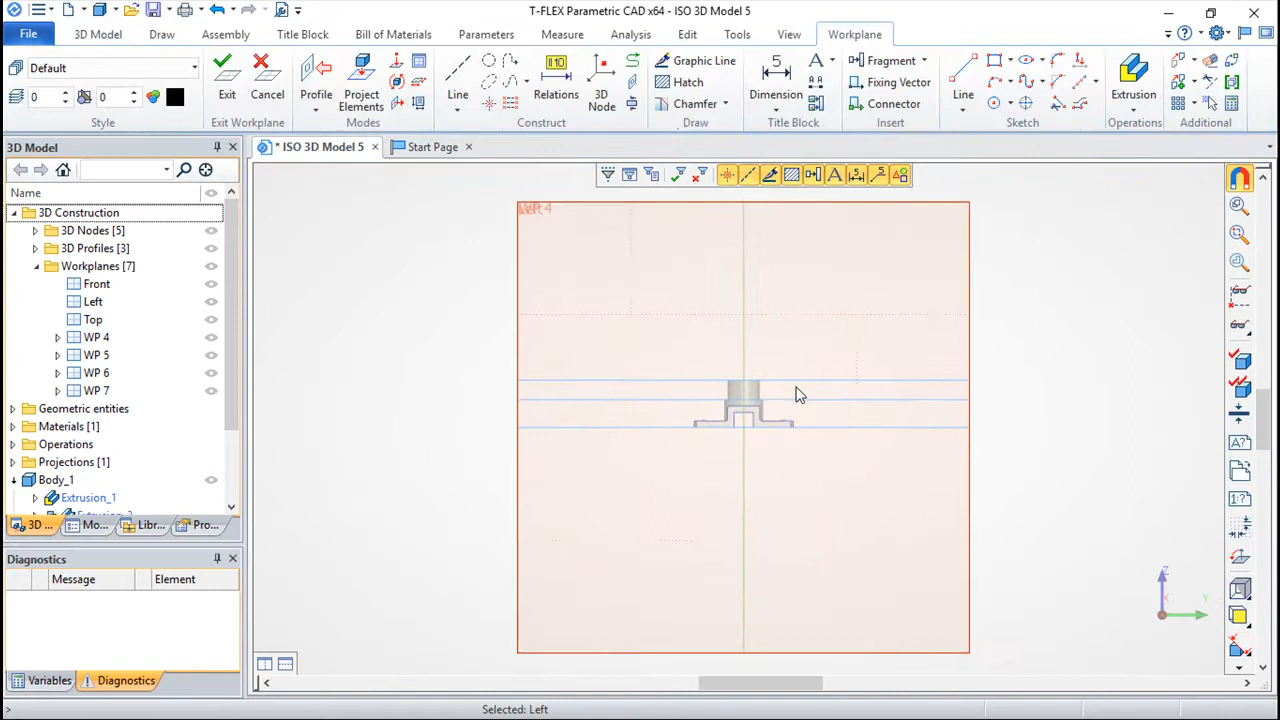 T-FLEX Parametric CAD x64 - ISO 3D Model 5
File 3D Model Draw Assembly Title Block Bill of Materials Parameters Measure Analysis Edit Tools View Workplane
Default
0 0
Style
Exit Cancel
Exit Workplane
Profile Project Elements
Modes
Line Relations 3D Node
Construct
Graphic Line
Hatch
Chamfer
Draw
Dimension
Title Block
Fragment
Fixing Vector
Connector
Insert
Line
Sketch
Extrusion
Operations
Additional
3D Model
* ISO 3D Model 5 Start Page
Name
3D Construction
3D Nodes [5]
3D Profiles [3]
Workplanes [7]
Front
Left
Top
WP 4
WP 5
WP 6
WP 7
Geometric entities
Materials [1]
Operations
Projections [1]
Body_1
Extrusion_1
3D ... Mo... Libr... Pro...
Diagnostics
Message Element
Variables Diagnostics
Z
Y
X
> Selected: Left